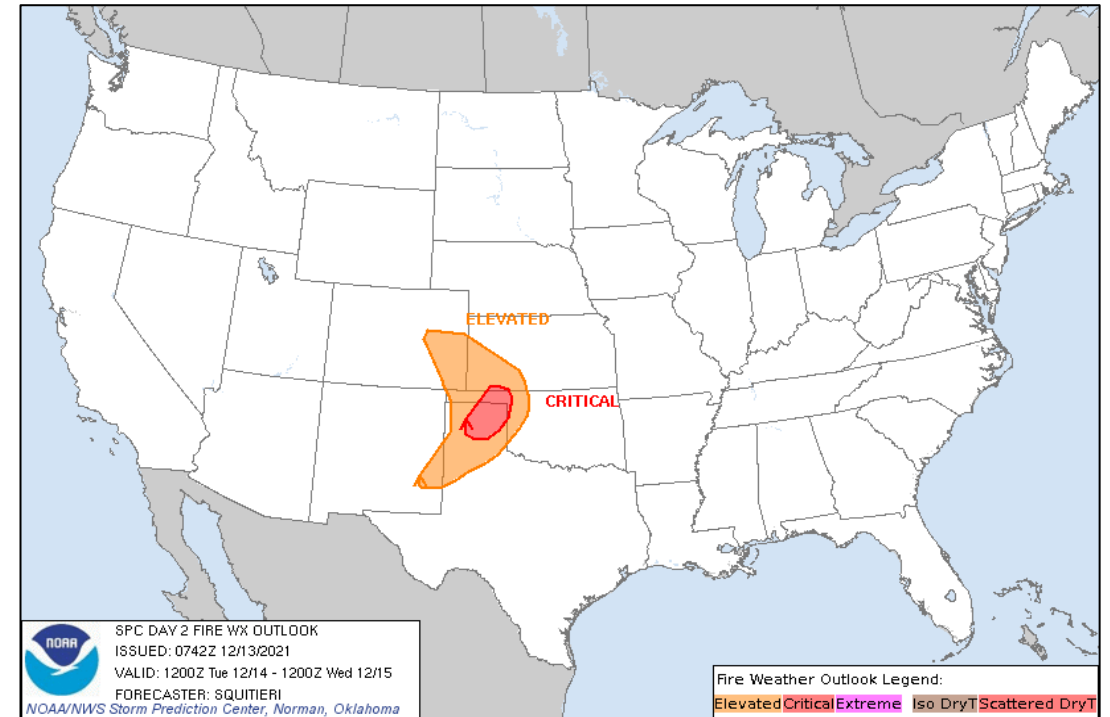 ELEVATED
CRITICAL
NOAA
SPC DAY 2 FIRE WX OUTLOOK
ISSUED: 0742Z 12/13/2021
VALID: 1200Z Tue 12/14 - 1200Z Wed 12/15
FORECASTER: SQUITIERI
NOAA/NWS Storm Prediction Center, Norman, Oklahoma
Fire Weather Outlook Legend:
Elevated Critical Extreme Iso DryT Scattered DryT